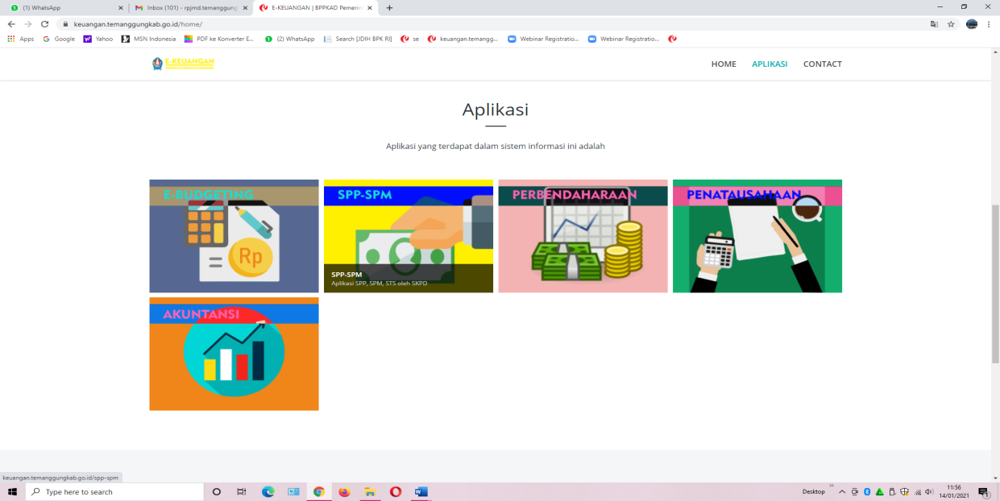 (1) WhatsApp
Inbox (101) - rpjmd.temanggung
E-KEUANGAN | BPPKAD Pemerin
keuangan.temanggungkab.go.id/home/
Apps Google Yahoo MSN Indonesia PDF ke Konverter E... (2) WhatsApp Search [JDIH BPK RI] se keuangan.temangg... Webinar Registratio... Webinar Registratio...
E-KEUANGAN
HOME APLIKASI CONTACT
Aplikasi
Aplikasi yang terdapat dalam sistem informasi ini adalah
E-BUDGETING
Rp
SPP-SPM
SPP-SPM
Aplikasi SPP, SPM, STS oleh SKPD
PERBENDAHARAAN
PENATAUSAHAAN
AKUNTANSI
keuangan.temanggungkab.go.id/spp-spm
Type here to search
Desktop
11:56
14/01/2021